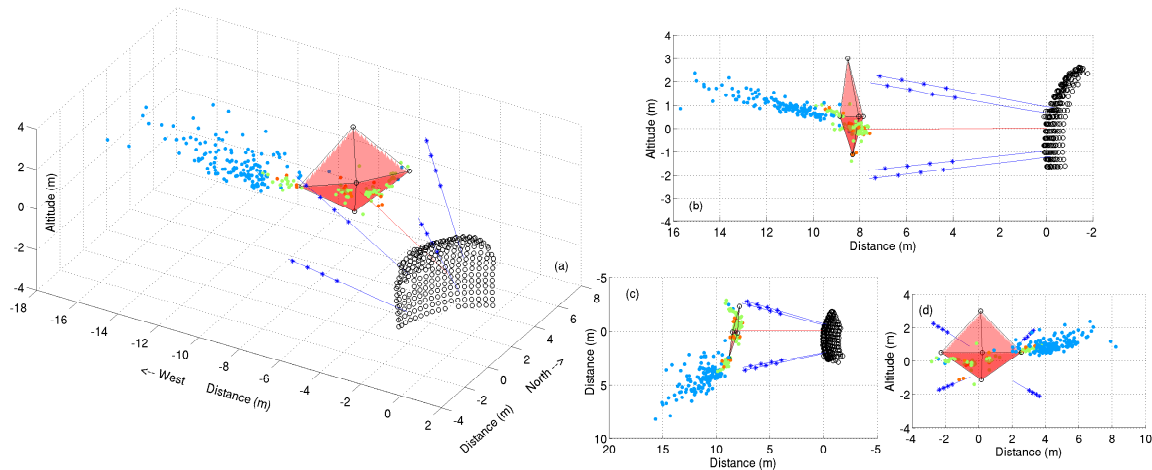 4
2
0
-2
-4
Altitude (m)
-18
-16
-14
-12
-10
-8
-6
-4
-2
0
2
<-- West Distance (m)
-4
-2
0
2
4
6
8
Distance (m) North -->
(a)
4
3
2
1
0
-1
-2
-3
-4
Altitude (m)
(b)
16 14 12 10 8 6 4 2 0 -2
Distance (m)
-5
0
5
10
Distance (m)
(c)
20 15 10 5 0 -5
Distance (m)
4
2
0
-2
-4
Altitude (m)
(d)
-4 -2 0 2 4 6 8 10
Distance (m)